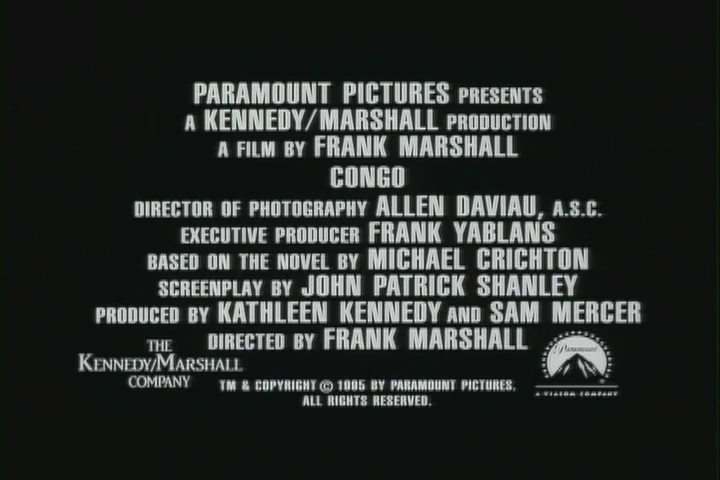 PARAMOUNT PICTURES PRESENTS
A KENNEDY/MARSHALL PRODUCTION
A FILM BY FRANK MARSHALL
CONGO
DIRECTOR OF PHOTOGRAPHY ALLEN DAVIAU, A.S.C.
EXECUTIVE PRODUCER FRANK YABLANS
BASED ON THE NOVEL BY MICHAEL CRICHTON
SCREENPLAY BY JOHN PATRICK SHANLEY
PRODUCED BY KATHLEEN KENNEDY AND SAM MERCER
DIRECTED BY FRANK MARSHALL
THE
KENNEDY/MARSHALL
COMPANY
TM & COPYRIGHT © 1995 BY PARAMOUNT PICTURES.
ALL RIGHTS RESERVED.
Paramount
A VIACOM COMPANY